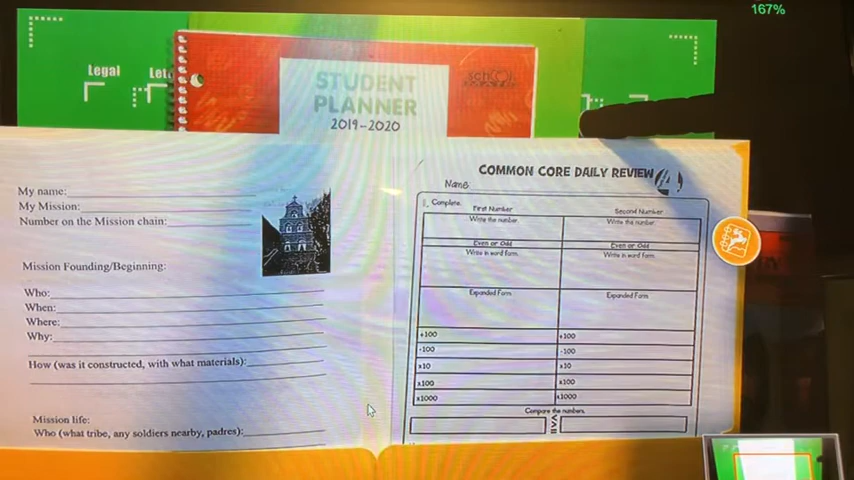 167%
Legal
STUDENT
PLANNER
2019-2020
My name:
My Mission:
Number on the Mission chain:
Mission Founding/Beginning:
Who:
When:
Where:
Why:
How (was it constructed, with what materials):
Mission life:
Who (what tribe, any soldiers nearby, padres):
COMMON CORE DAILY REVIEW
Name:
1. Complete.
First Number Second Number
Write the number. Write the number.
Even or Odd Even or Odd
Write in word form. Write in word form.
Expanded Form Expanded Form
+100 +100
-100 -100
x10 x10
x100 x100
x1000 x1000
Compare the numbers.